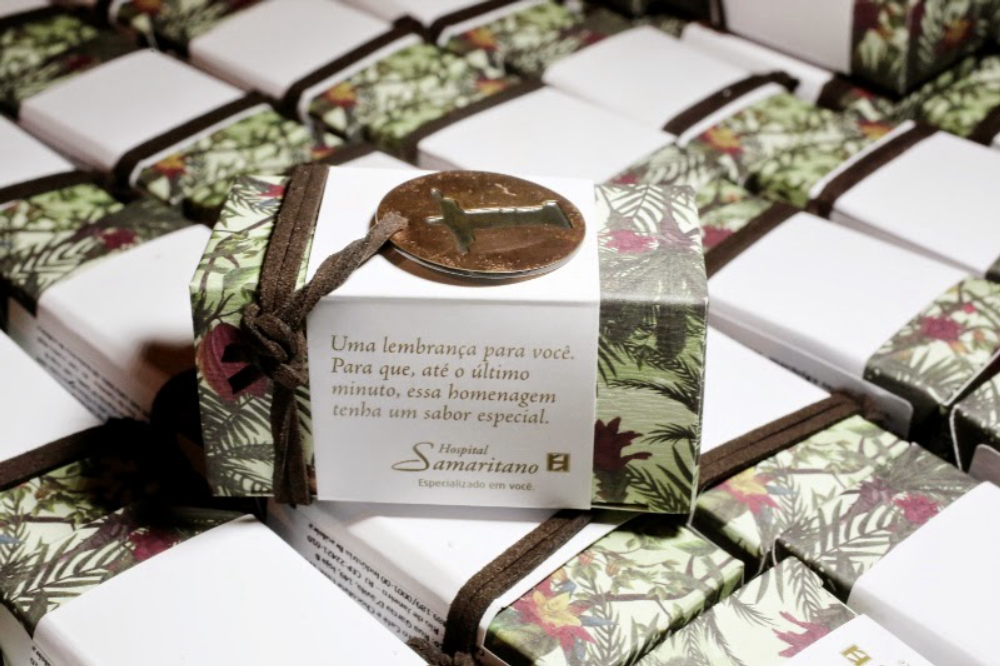 Uma lembrança para você.
Para que, até o último
minuto, essa homenagem
tenha um sabor especial.
Hospital
Samaritano
Especializado em você.